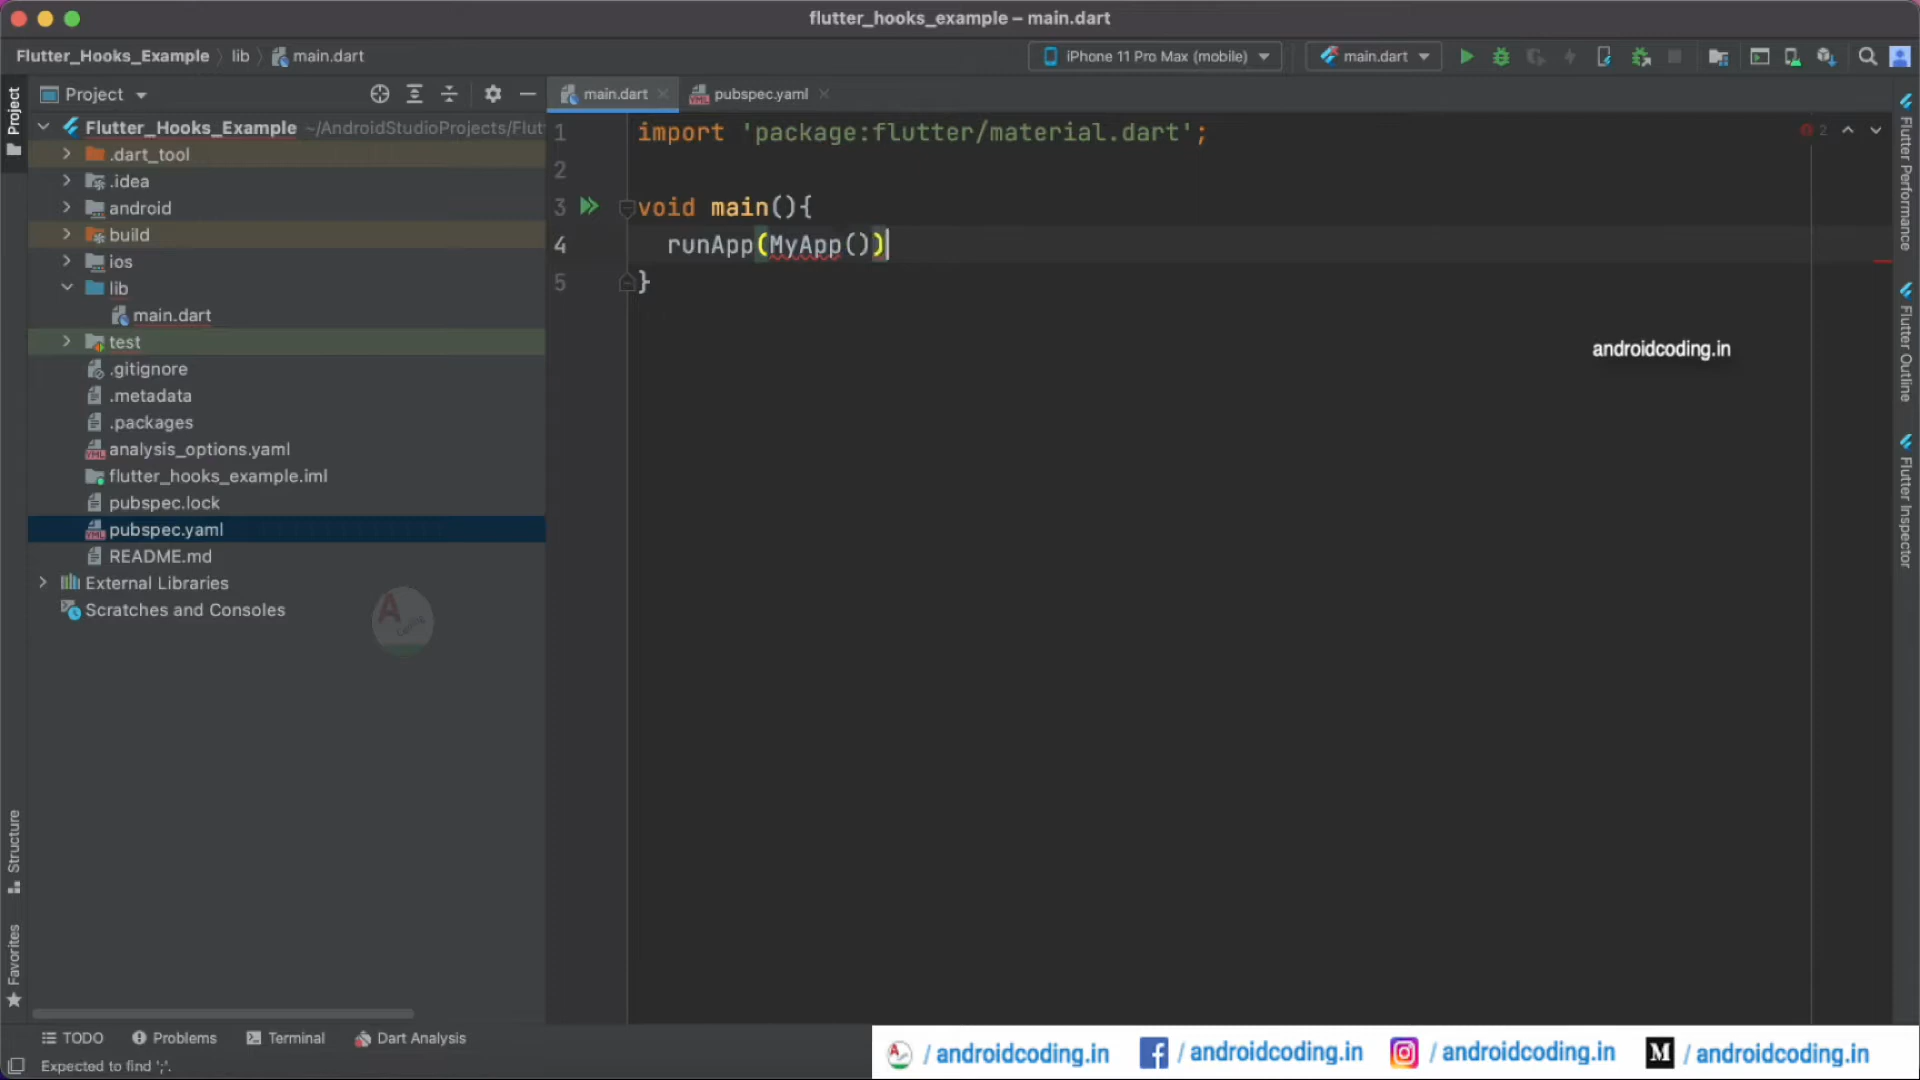 flutter_hooks_example – main.dart
Flutter_Hooks_Example
lib
main.dart
iPhone 11 Pro Max (mobile)
main.dart
Project
Project
main.dart
pubspec.yaml
Flutter_Hooks_Example ~/AndroidStudioProjects/Flut
.dart_tool
.idea
android
build
ios
lib
main.dart
test
.gitignore
.metadata
.packages
analysis_options.yaml
flutter_hooks_example.iml
pubspec.lock
pubspec.yaml
README.md
External Libraries
Scratches and Consoles
1 import 'package:flutter/material.dart';
2
3 void main(){
4 runApp(MyApp())
5 }
2
androidcoding.in
Flutter Performance
Flutter Outline
Flutter Inspector
Structure
Favorites
TODO
Problems
Terminal
Dart Analysis
Expected to find ';'.
/ androidcoding.in
/ androidcoding.in
/ androidcoding.in
M / androidcoding.in